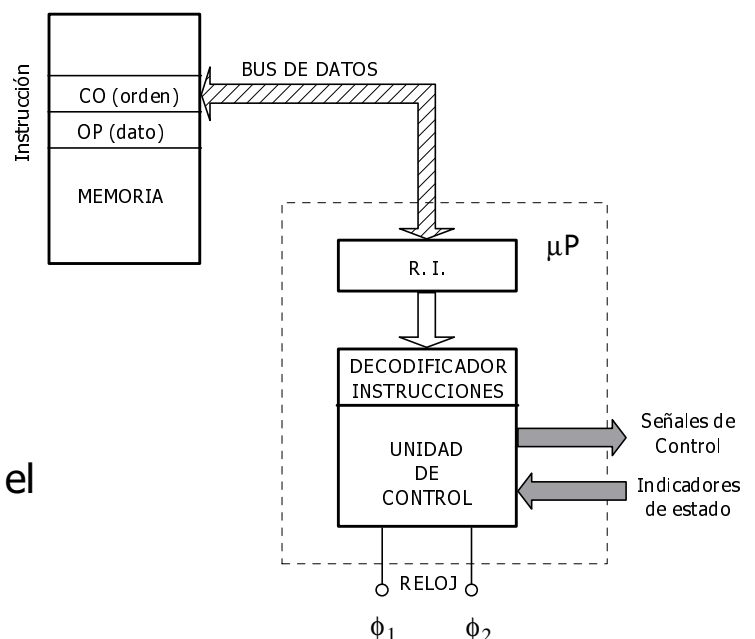 BUS DE DATOS
Instrucción
CO (orden)
OP (dato)
MEMORIA
μP
R. I.
DECODIFICADOR
INSTRUCCIONES
UNIDAD
DE
CONTROL
Señales de
Control
Indicadores
de estado
el
RELOJ
ϕ1 ϕ2